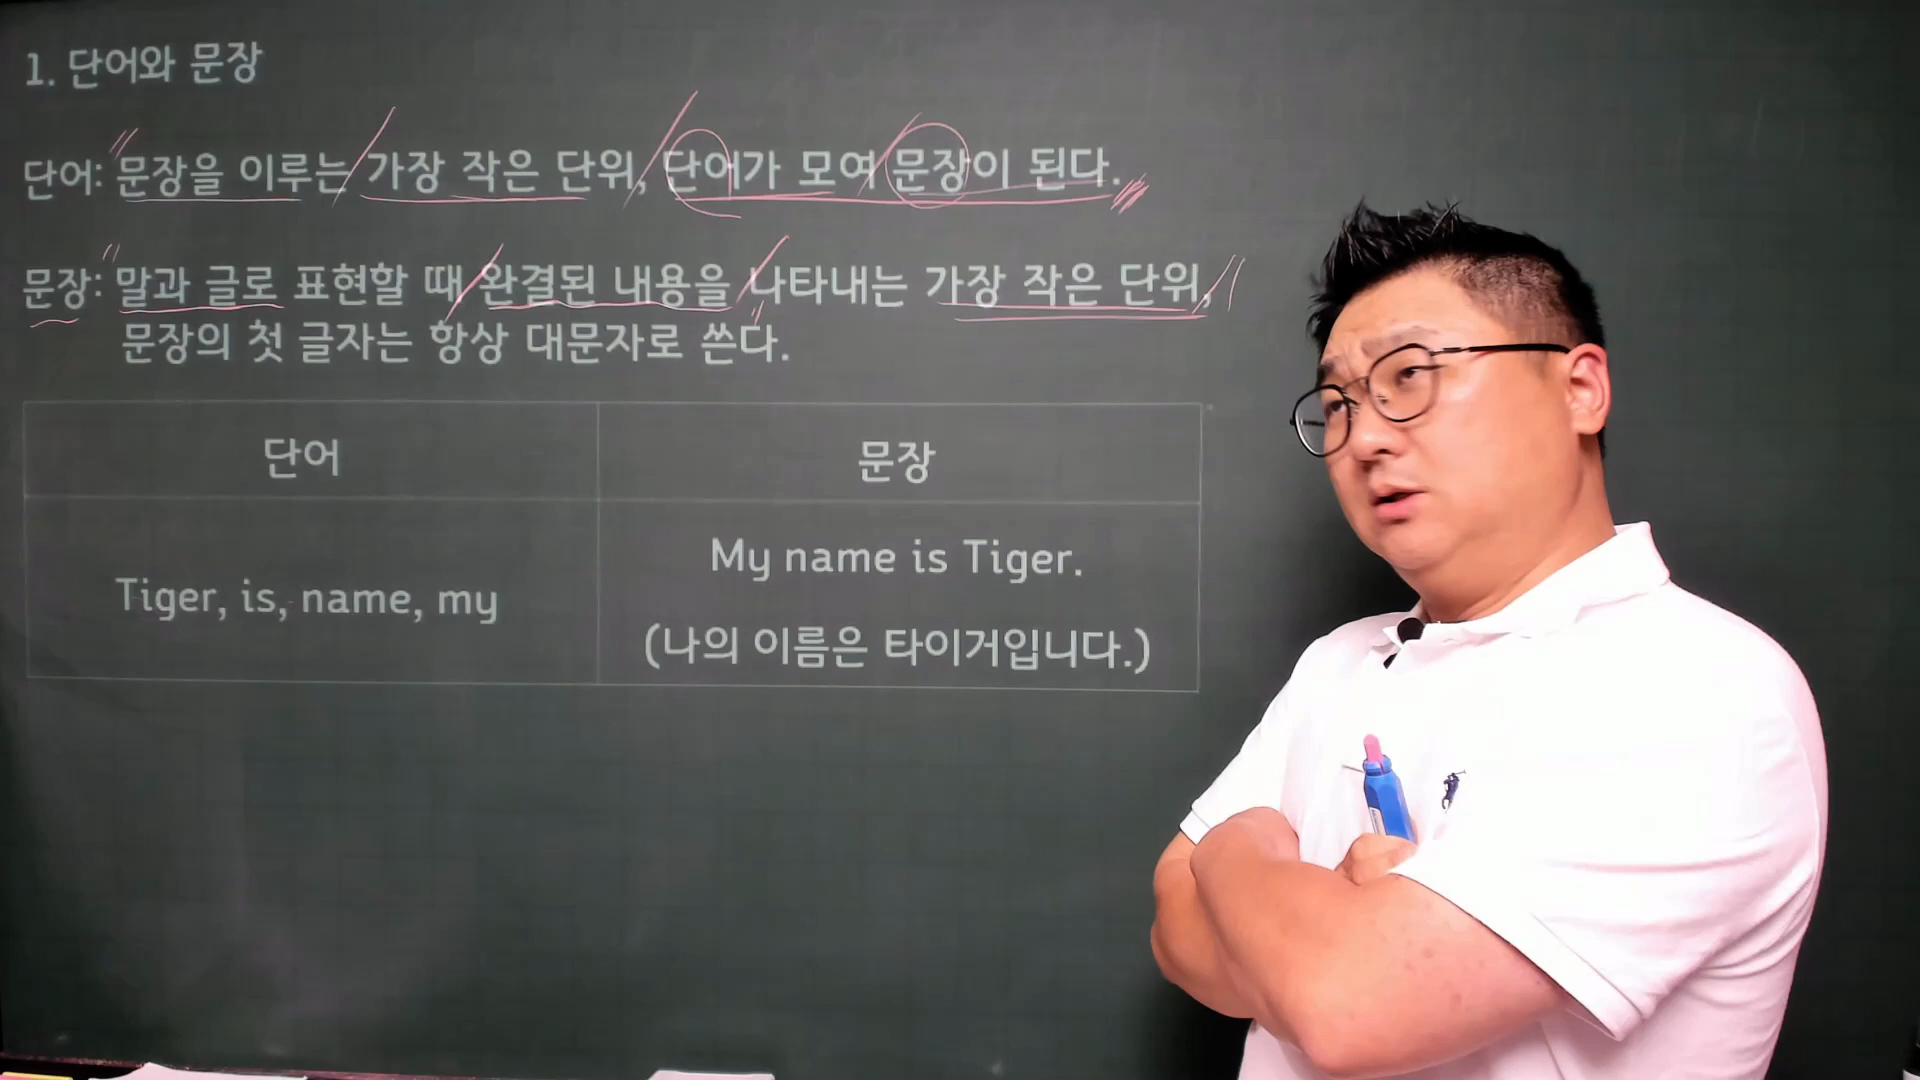 1. 단어와 문장
단어: 문장을 이루는 가장 작은 단위, 단어가 모여 문장이 된다.
문장: 말과 글로 표현할 때 완결된 내용을 나타내는 가장 작은 단위,
문장의 첫 글자는 항상 대문자로 쓴다.
단어
문장
Tiger, is, name, my
My name is Tiger.
(나의 이름은 타이거입니다.)